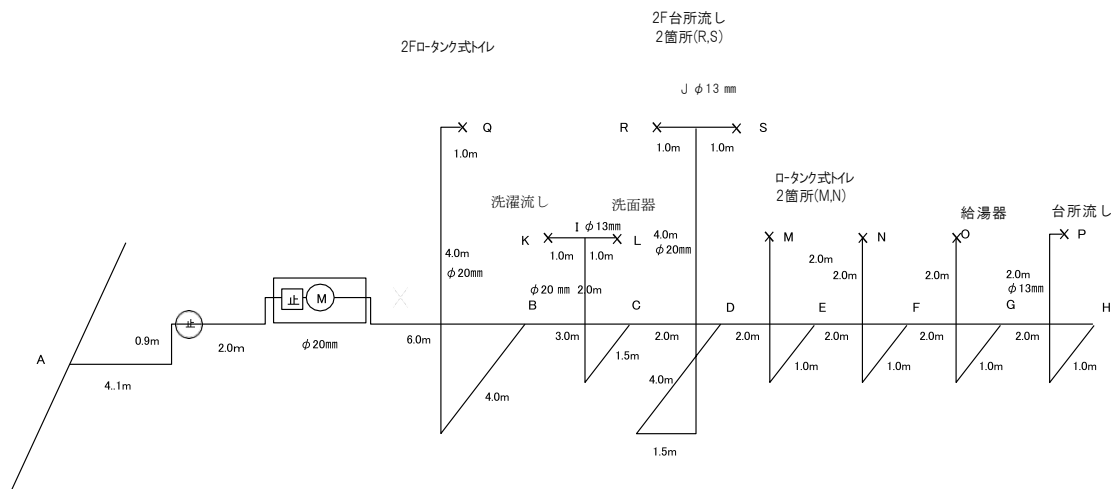 2F台所流し
2箇所(R,S)
2Fロータンク式トイレ
J φ13 mm
Q
R
S
1.0m
1.0m
1.0m
ロータンク式トイレ
2箇所(M,N)
洗濯流し
洗面器
給湯器
台所流し
I φ13mm
K
L
M
N
O
P
4.0m
φ20mm
1.0m
1.0m
4.0m
φ20mm
2.0m
2.0m
2.0m
2.0m
φ13mm
φ20 mm
2.0m
止
M
B
C
D
E
F
G
H
止
A
0.9m
2.0m
φ20mm
6.0m
3.0m
2.0m
2.0m
2.0m
2.0m
2.0m
1.5m
4..1m
4.0m
4.0m
1.0m
1.0m
1.0m
1.0m
1.5m